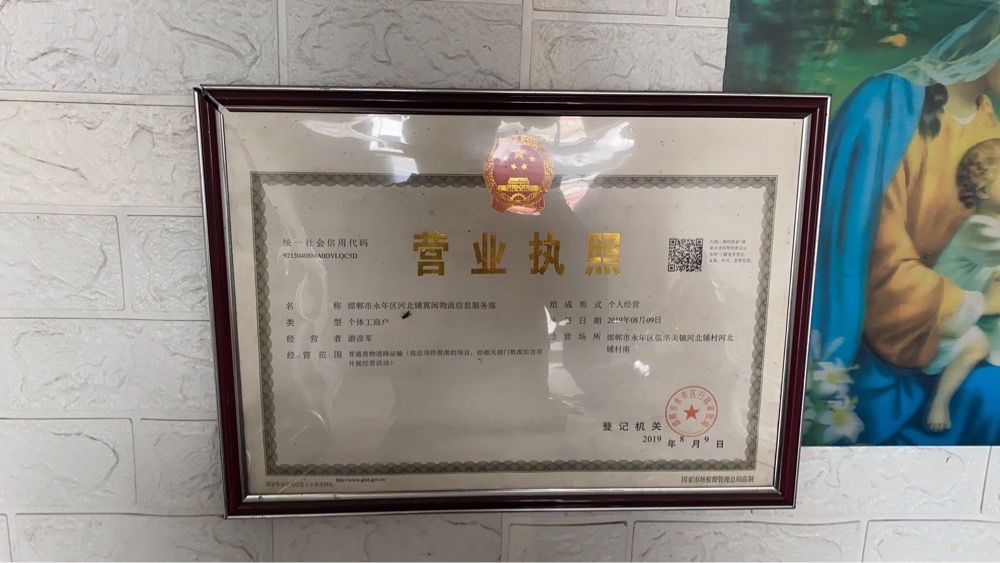 统一社会信用代码
92130408MA0DYLQC5D
营业执照
名 称 邯郸市永年区河北铺冀闽物流信息服务部
类 型 个体工商户
经 营 者 游彦军
经 营 范 围 普通货物道路运输（依法须经批准的项目，经相关部门批准后方可
开展经营活动）
组 成 形 式 个人经营
日 期 2019年08月09日
营 场 所 邯郸市永年区临洺关镇河北铺村河北
铺村南
登 记 机 关
2019 年 8 月 9 日
http://www.gsxt.gov.cn
国家市场监督管理总局监制